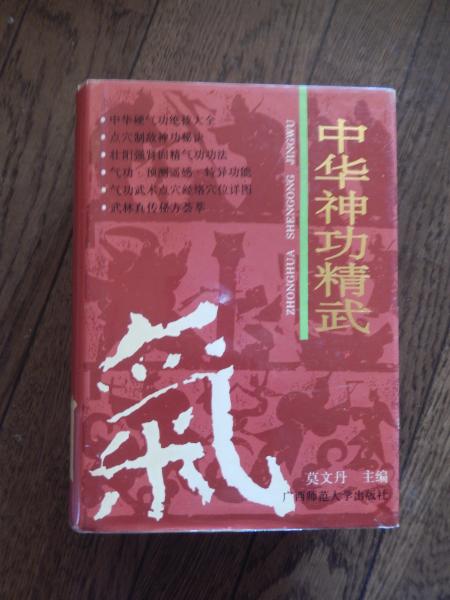 中华神功精武
ZHONGHUA SHENGONG JINGWU
•中华硬气功绝技大全
•点穴制敌神功秘诀
•壮阳强肾固精气功功法
•气功·预测遥感·特异功能
•气功武术点穴经络穴位详图
•武林真传秘方荟萃
氣
莫文丹 主编
广西师范大学出版社